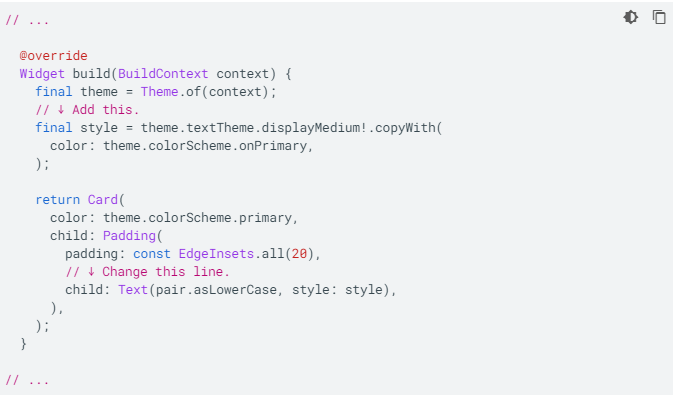 // ...

  @override
  Widget build(BuildContext context) {
    final theme = Theme.of(context);
    // ↓ Add this.
    final style = theme.textTheme.displayMedium!.copyWith(
      color: theme.colorScheme.onPrimary,
    );

    return Card(
      color: theme.colorScheme.primary,
      child: Padding(
        padding: const EdgeInsets.all(20),
        // ↓ Change this line.
        child: Text(pair.asLowerCase, style: style),
      ),
    );
  }

// ...